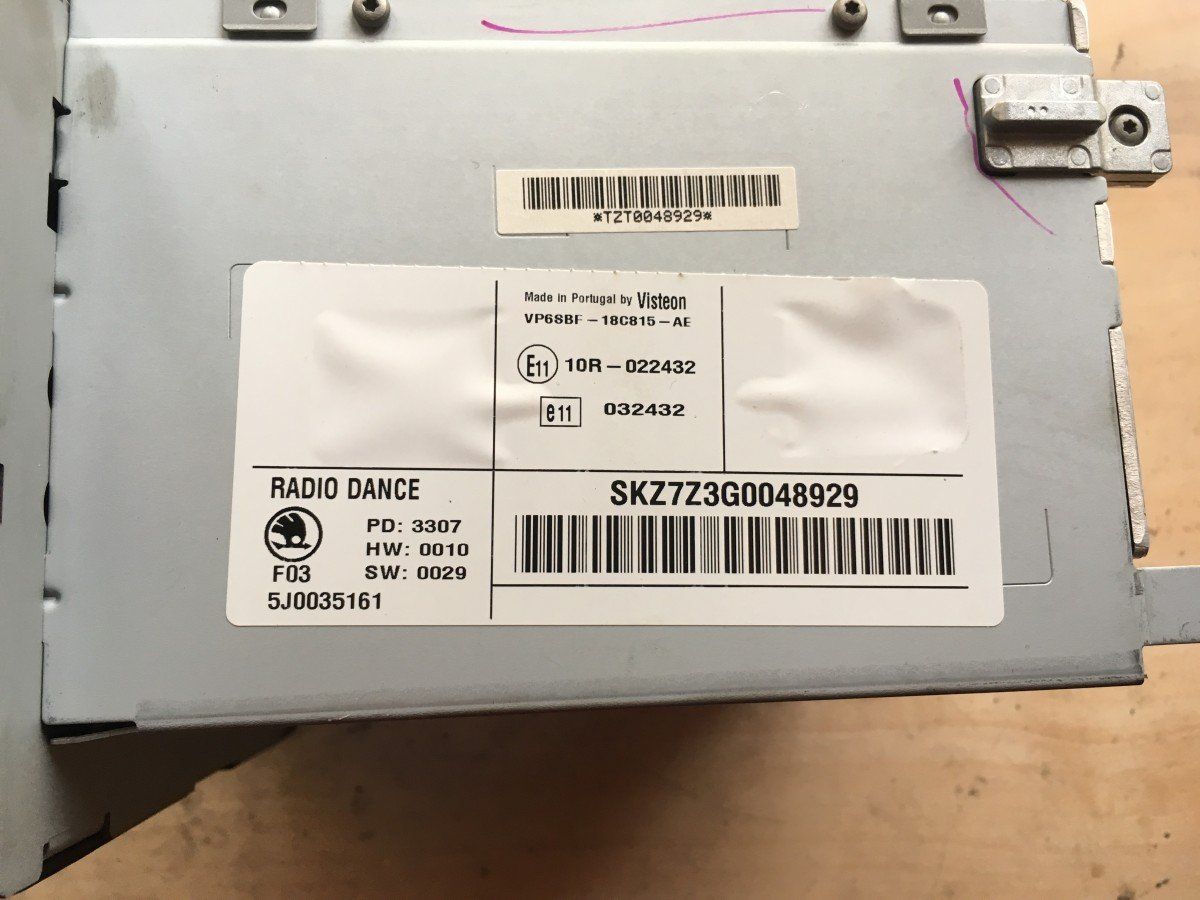 *TZT0048929*
Made in Portugal by Visteon
VP6SBF-18C815-AE
E11 10R-022432
e11 032432
RADIO DANCE
PD: 3307
HW: 0010
F03 SW: 0029
5J0035161
SKZ7Z3G0048929